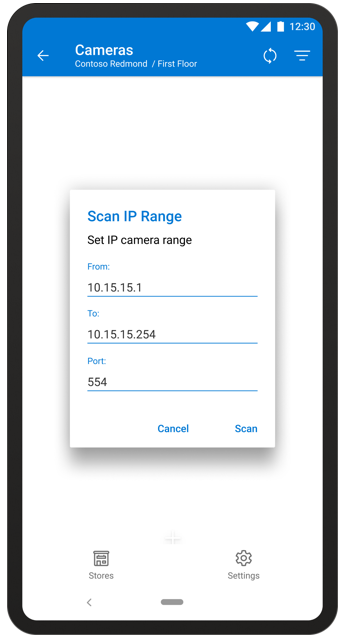 12:30
Cameras
Contoso Redmond / First Floor
Scan IP Range
Set IP camera range
From:
10.15.15.1
To:
10.15.15.254
Port:
554
Cancel Scan
Stores Settings